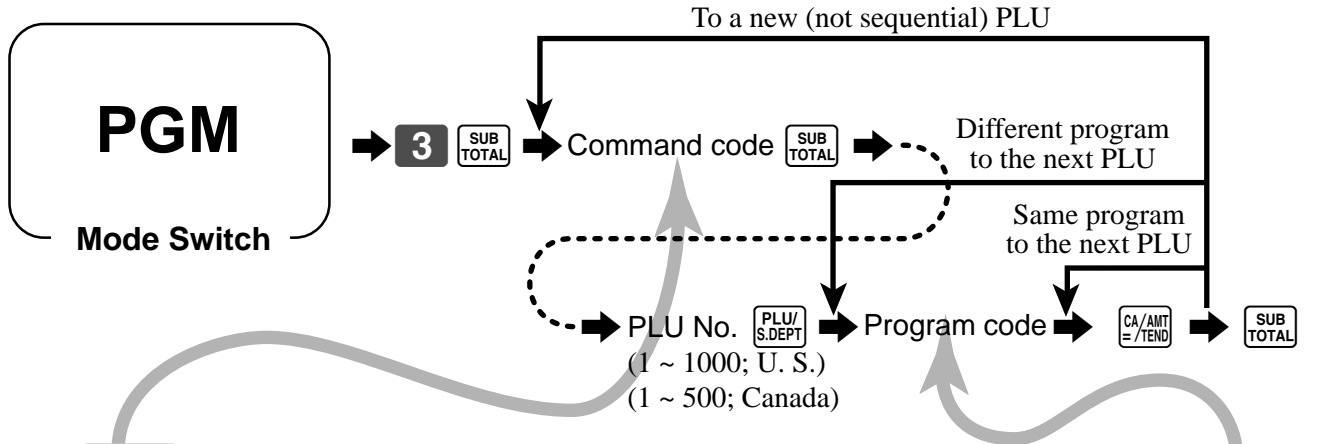 To a new (not sequential) PLU
PGM
Mode Switch
3 SUB TOTAL Command code SUB TOTAL
Different program
to the next PLU
Same program
to the next PLU
PLU No. PLU/ S.DEPT Program code CA/AMT = /TEND SUB TOTAL
(1 ~ 1000; U. S.)
(1 ~ 500; Canada)